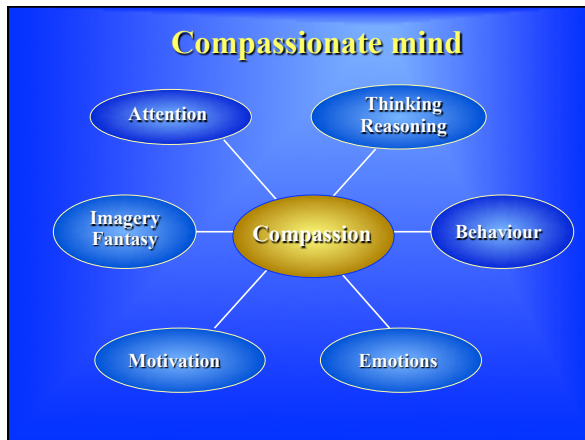 Compassionate mind
Attention
Thinking
Reasoning
Imagery
Fantasy
Compassion
Behaviour
Motivation
Emotions